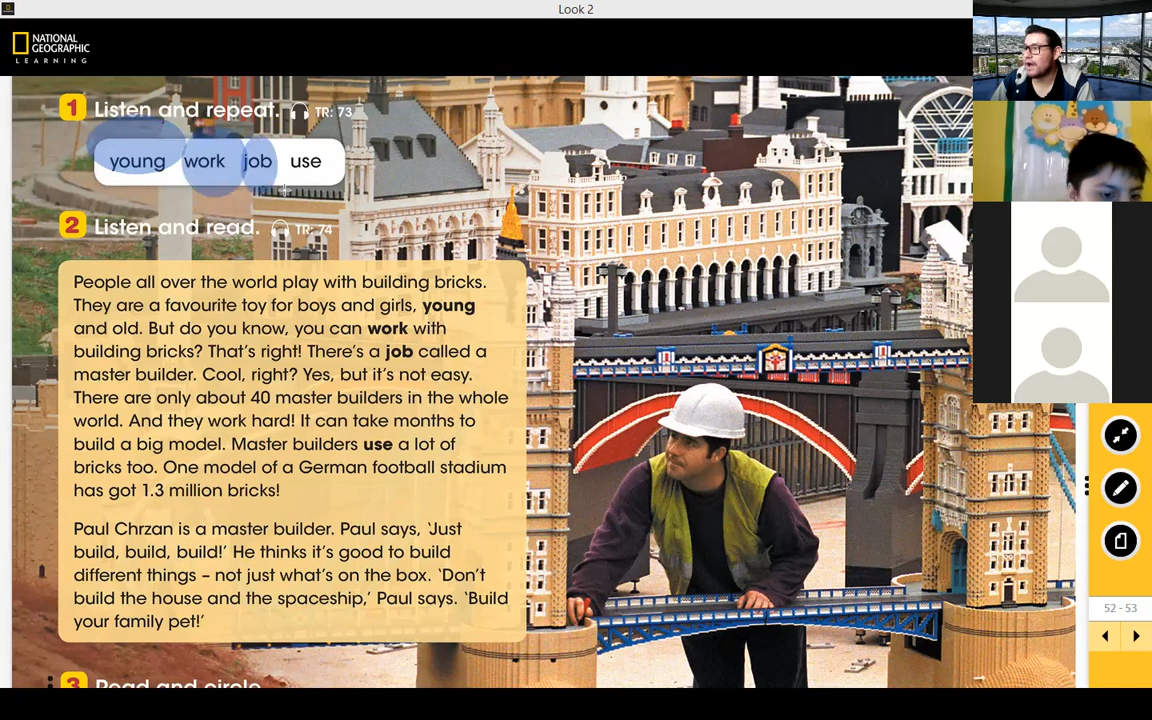 Look 2
NATIONAL
GEOGRAPHIC
LEARNING
1 Listen and repeat. TR: 73
young work job use
2 Listen and read. TR: 74
People all over the world play with building bricks.
They are a favourite toy for boys and girls, young
and old. But do you know, you can work with
building bricks? That's right! There's a job called a
master builder. Cool, right? Yes, but it's not easy.
There are only about 40 master builders in the whole
world. And they work hard! It can take months to
build a big model. Master builders use a lot of
bricks too. One model of a German football stadium
has got 1.3 million bricks!
Paul Chrzan is a master builder. Paul says, 'Just
build, build, build!' He thinks it's good to build
different things – not just what's on the box. 'Don't
build the house and the spaceship,' Paul says. 'Build
your family pet!'
3 Read and circle.
52 - 53